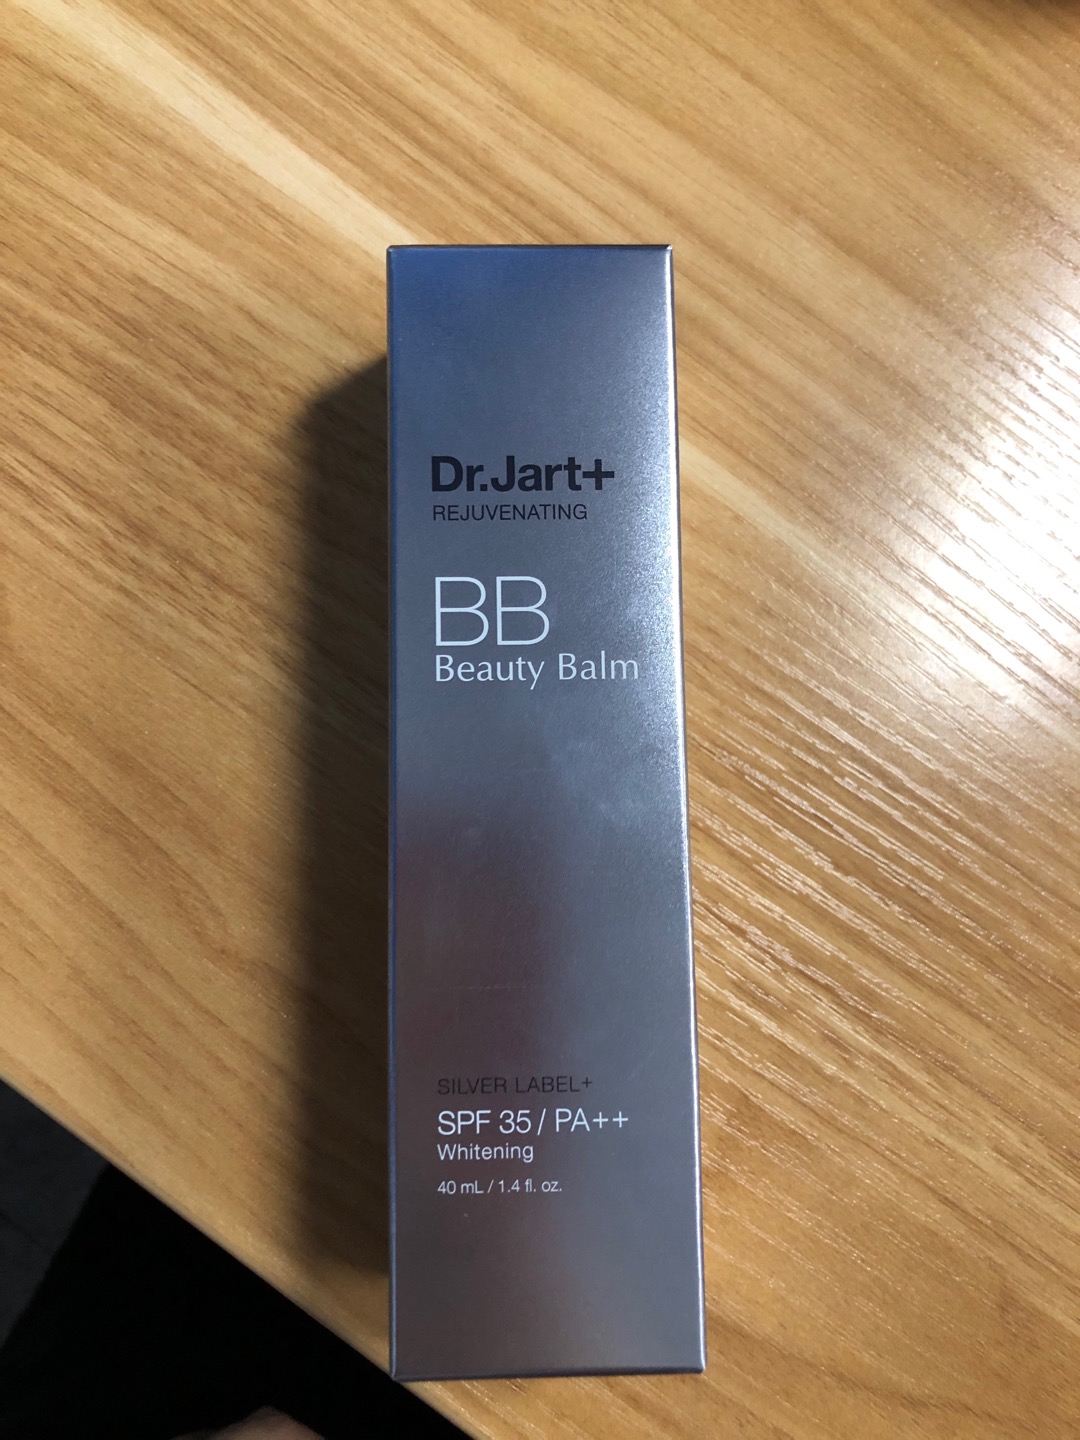 Dr.Jart+
REJUVENATING
BB
Beauty Balm
SILVER LABEL+
SPF 35 / PA++
Whitening
40 mL / 1.4 fl. oz.